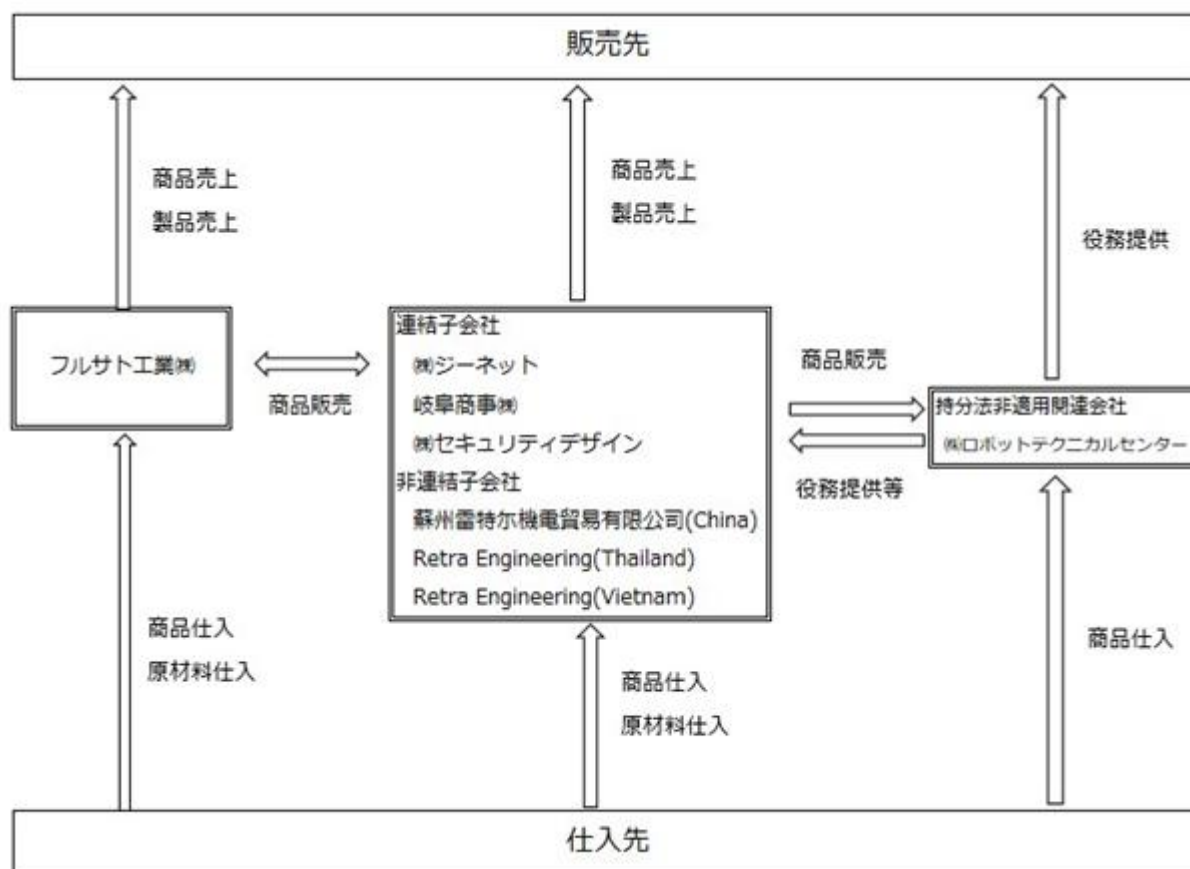 販売先
商品売上
製品売上
商品売上
製品売上
役務提供
フルサト工業㈱
商品販売
連結子会社
㈱ジーネット
岐阜商事㈱
㈱セキュリティデザイン
非連結子会社
蘇州雷特尓機電貿易有限公司(China)
Retra Engineering(Thailand)
Retra Engineering(Vietnam)
商品販売
役務提供等
持分法非適用関連会社
㈱ロボットテクニカルセンター
商品仕入
原材料仕入
商品仕入
原材料仕入
商品仕入
仕入先